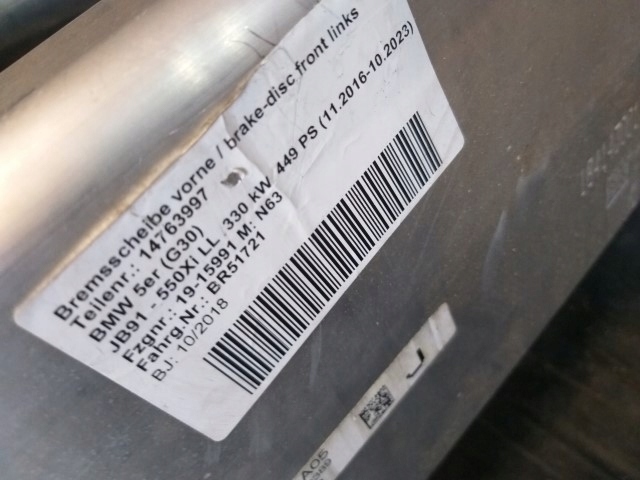 Bremsscheibe vorne / brake-disc front links
Teilenr.: 14763997
BMW 5er (G30)
JB91 - 550Xi LL 330 kW 449 PS (11.2016-10.2023)
Fzgnr.: 19-15991 M: N63
Fahrg.Nr.: BR51721
BJ: 10/2018
J
A05